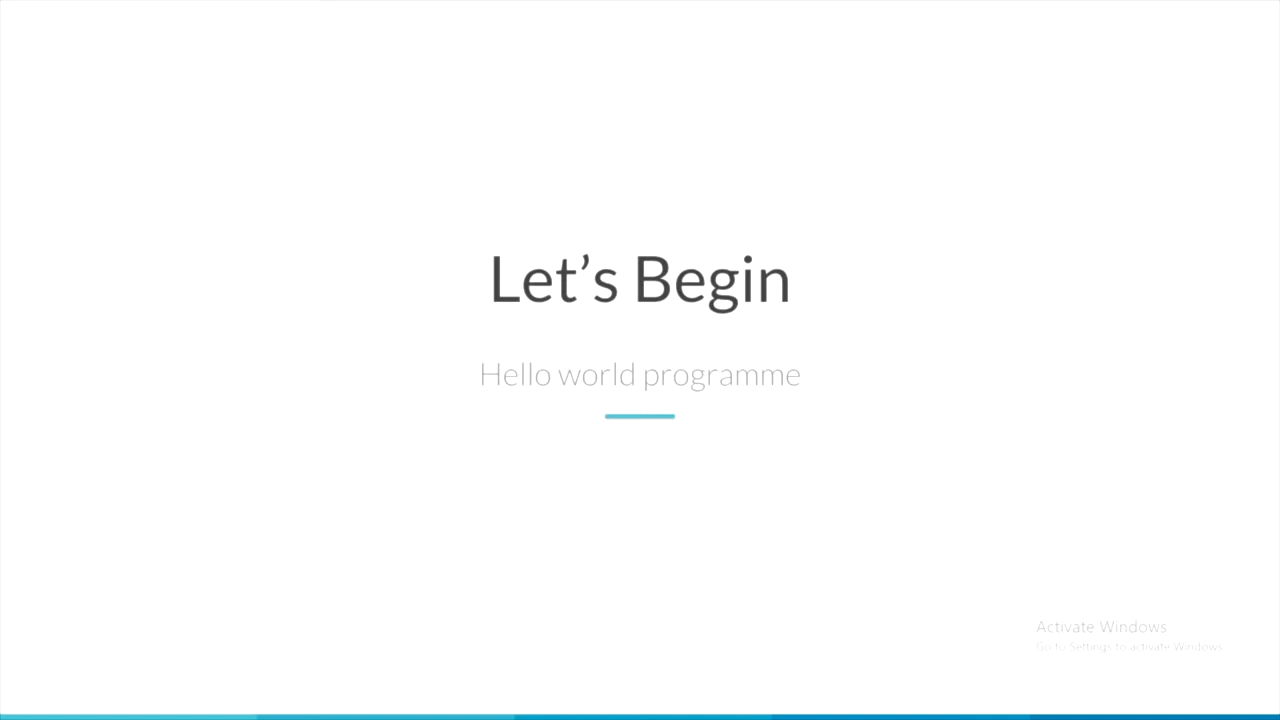 Let’s Begin
Hello world programme
Activate Windows
Go to Settings to activate Windows